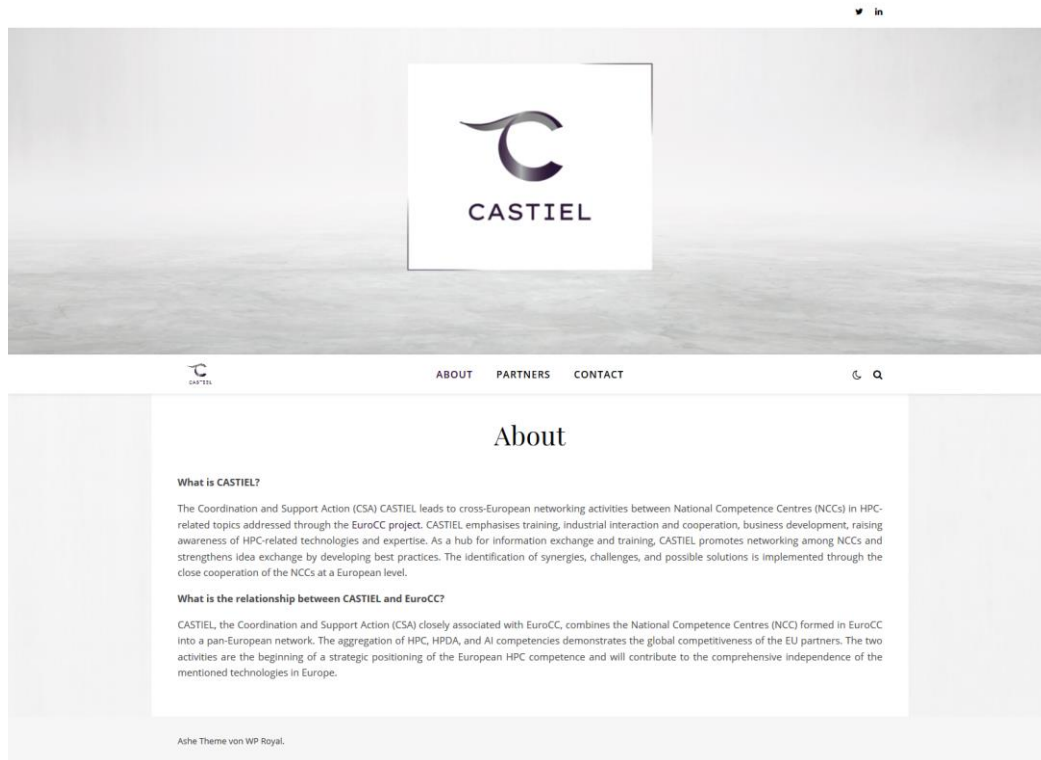 CASTIEL
CASTIEL
ABOUT PARTNERS CONTACT
About
What is CASTIEL?
The Coordination and Support Action (CSA) CASTIEL leads to cross-European networking activities between National Competence Centres (NCCs) in HPC-
related topics addressed through the EuroCC project. CASTIEL emphasises training, industrial interaction and cooperation, business development, raising
awareness of HPC-related technologies and expertise. As a hub for information exchange and training, CASTIEL promotes networking among NCCs and
strengthens idea exchange by developing best practices. The identification of synergies, challenges, and possible solutions is implemented through the
close cooperation of the NCCs at a European level.
What is the relationship between CASTIEL and EuroCC?
CASTIEL, the Coordination and Support Action (CSA) closely associated with EuroCC, combines the National Competence Centres (NCC) formed in EuroCC
into a pan-European network. The aggregation of HPC, HPDA, and AI competencies demonstrates the global competitiveness of the EU partners. The two
activities are the beginning of a strategic positioning of the European HPC competence and will contribute to the comprehensive independence of the
mentioned technologies in Europe.
Ashe Theme von WP Royal.